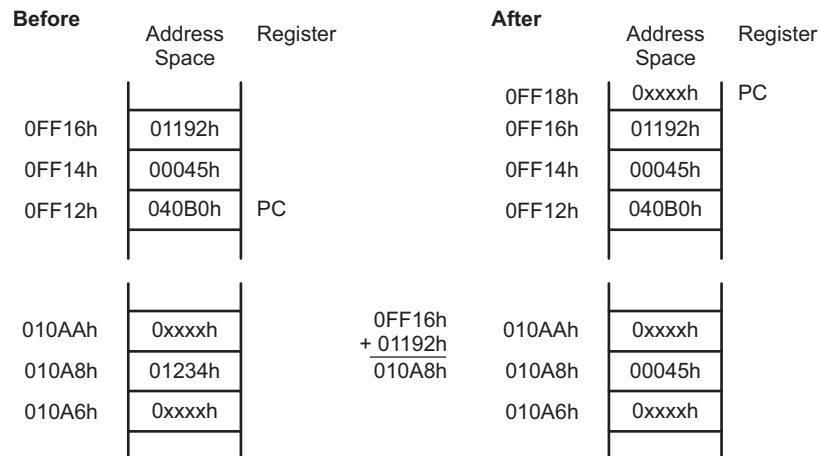 Before
Address Space
Register
0FF16h 01192h
0FF14h 00045h
0FF12h 040B0h PC
010AAh 0xxxxh
010A8h 01234h
010A6h 0xxxxh
0FF16h
+ 01192h
010A8h
After
Address Space
Register
0FF18h 0xxxxh PC
0FF16h 01192h
0FF14h 00045h
0FF12h 040B0h
010AAh 0xxxxh
010A8h 00045h
010A6h 0xxxxh